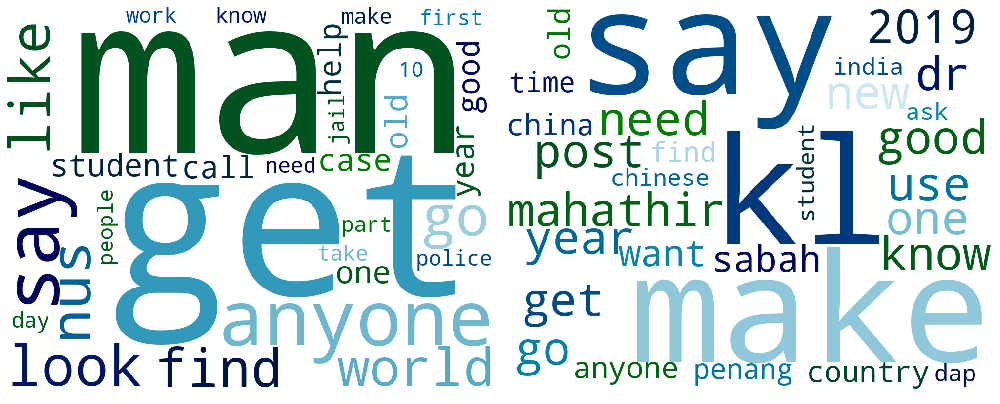 work know make first
like man help good
10
jail old
student call need case year
say get people part go
nus take police
one
day anyone
look find world
old say 2019
time india dr
new
china need ask
post find student good
chinese kl use
mahathir one
year want sabah know
get make
go
anyone penang country dap